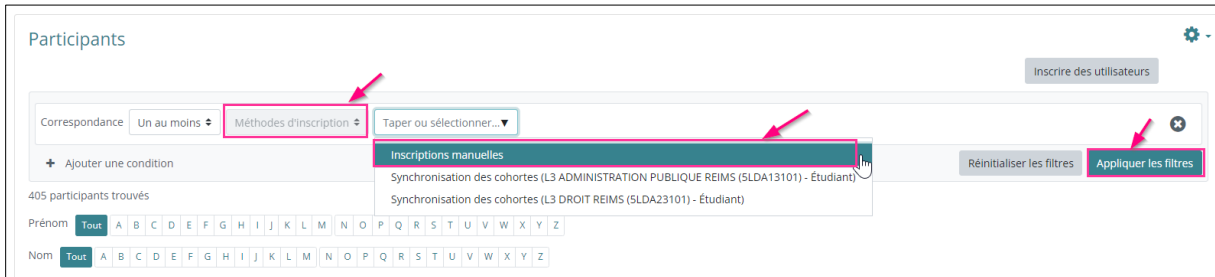 Participants
Inscrire des utilisateurs
Correspondance Un au moins Méthodes d'inscription Taper ou sélectionner...▼
Inscriptions manuelles
+ Ajouter une condition Réinitialiser les filtres Appliquer les filtres
Synchronisation des cohortes (L3 ADMINISTRATION PUBLIQUE REIMS (5LDA13101) - Étudiant)
405 participants trouvés
Synchronisation des cohortes (L3 DROIT REIMS (5LDA23101) - Étudiant)
Prénom Tout A B C D E F G H I J K L M N O P Q R S T U V W X Y Z
Nom Tout A B C D E F G H I J K L M N O P Q R S T U V W X Y Z